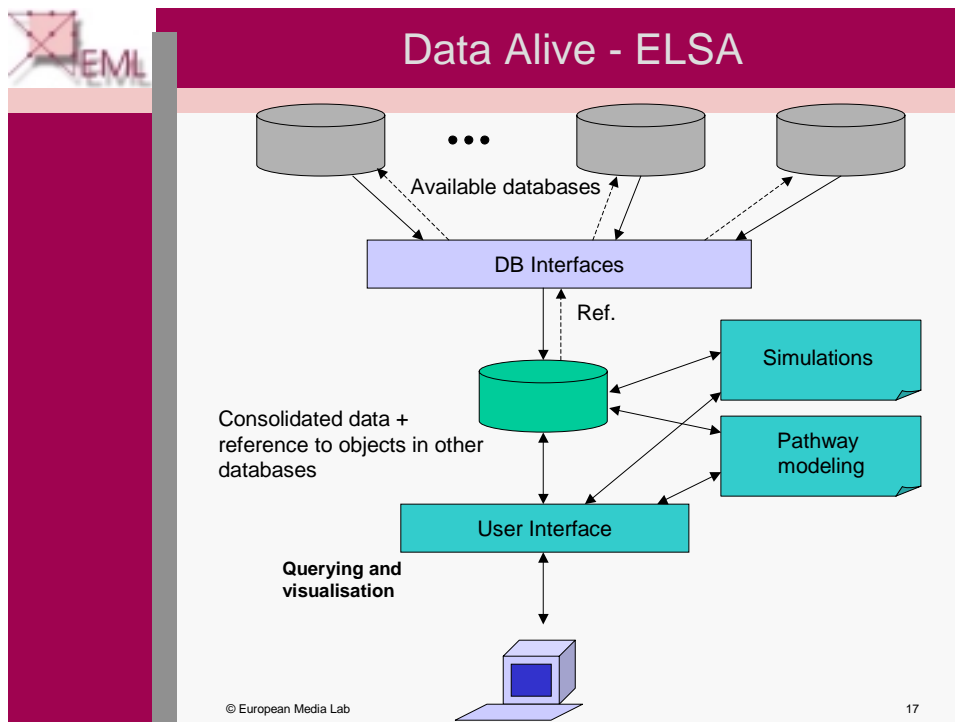 EML
Data Alive - ELSA
•••
Available databases
DB Interfaces
Ref.
Simulations
Consolidated data +
reference to objects in other
databases
Pathway
modeling
User Interface
Querying and
visualisation
© European Media Lab
17